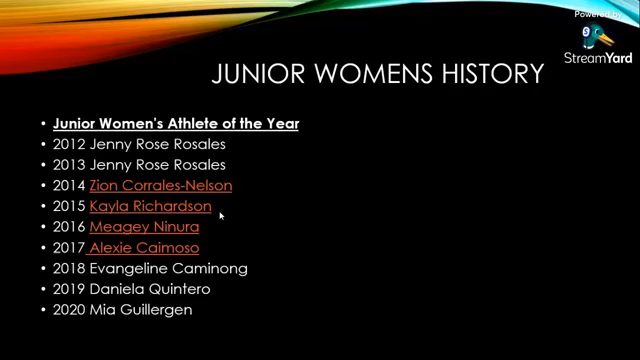 Powered by
StreamYard
JUNIOR WOMENS HISTORY
• Junior Women's Athlete of the Year
• 2012 Jenny Rose Rosales
• 2013 Jenny Rose Rosales
• 2014 Zion Corrales-Nelson
• 2015 Kayla Richardson
• 2016 Meagey Ninura
• 2017 Alexie Caimoso
• 2018 Evangeline Caminong
• 2019 Daniela Quintero
• 2020 Mia Guillergen